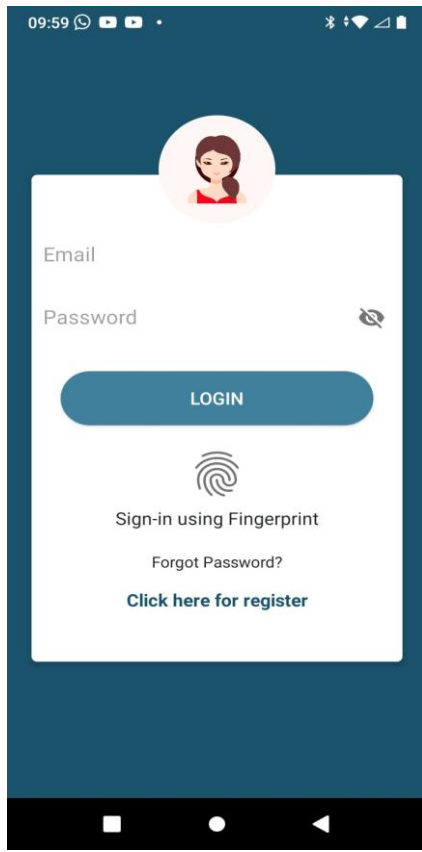 09:59
Email
Password
LOGIN
Sign-in using Fingerprint
Forgot Password?
Click here for register